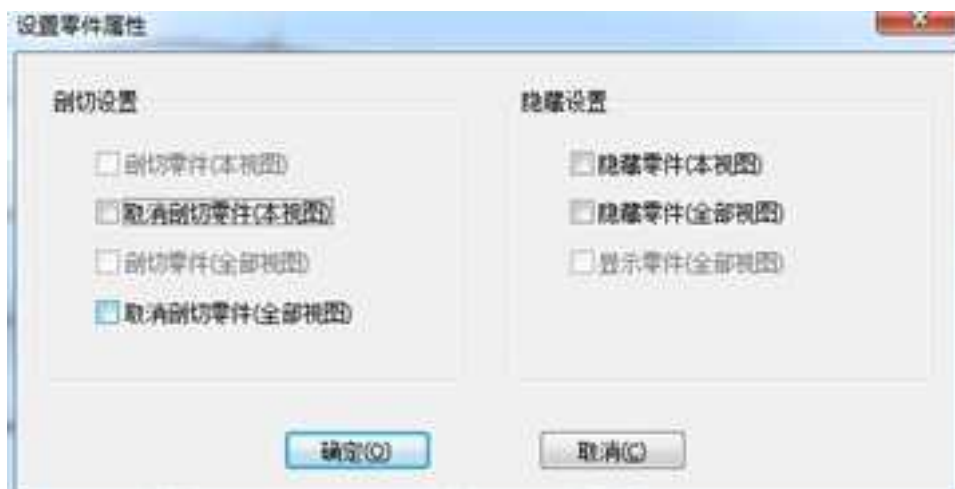 设置零件属性
剖切设置
剖切零件(本视图)
取消剖切零件(本视图)
剖切零件(全部视图)
取消剖切零件(全部视图)
隐藏设置
隐藏零件(本视图)
隐藏零件(全部视图)
显示零件(全部视图)
确定(O)
取消(C)